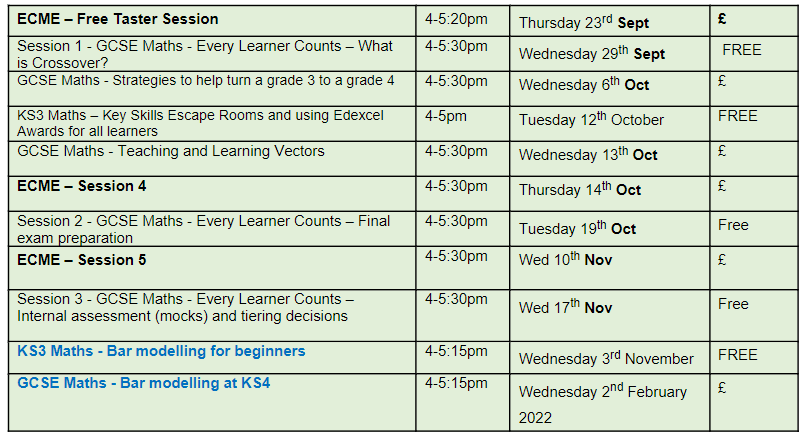 ECME – Free Taster Session 4-5:20pm Thursday 23rd Sept £
Session 1 - GCSE Maths - Every Learner Counts – What 4-5:30pm Wednesday 29th Sept FREE
is Crossover?
GCSE Maths - Strategies to help turn a grade 3 to a grade 4 4-5:30pm Wednesday 6th Oct £
KS3 Maths – Key Skills Escape Rooms and using Edexcel 4-5pm Tuesday 12th October FREE
Awards for all learners
GCSE Maths - Teaching and Learning Vectors 4-5:30pm Wednesday 13th Oct £
ECME – Session 4 4-5:30pm Thursday 14th Oct £
Session 2 - GCSE Maths - Every Learner Counts – Final 4-5:30pm Tuesday 19th Oct Free
exam preparation
ECME – Session 5 4-5:30pm Wed 10th Nov £
Session 3 - GCSE Maths - Every Learner Counts – 4-5:30pm Wed 17th Nov Free
Internal assessment (mocks) and tiering decisions
KS3 Maths - Bar modelling for beginners 4-5:15pm Wednesday 3rd November FREE
GCSE Maths - Bar modelling at KS4 4-5:15pm Wednesday 2nd February £
2022